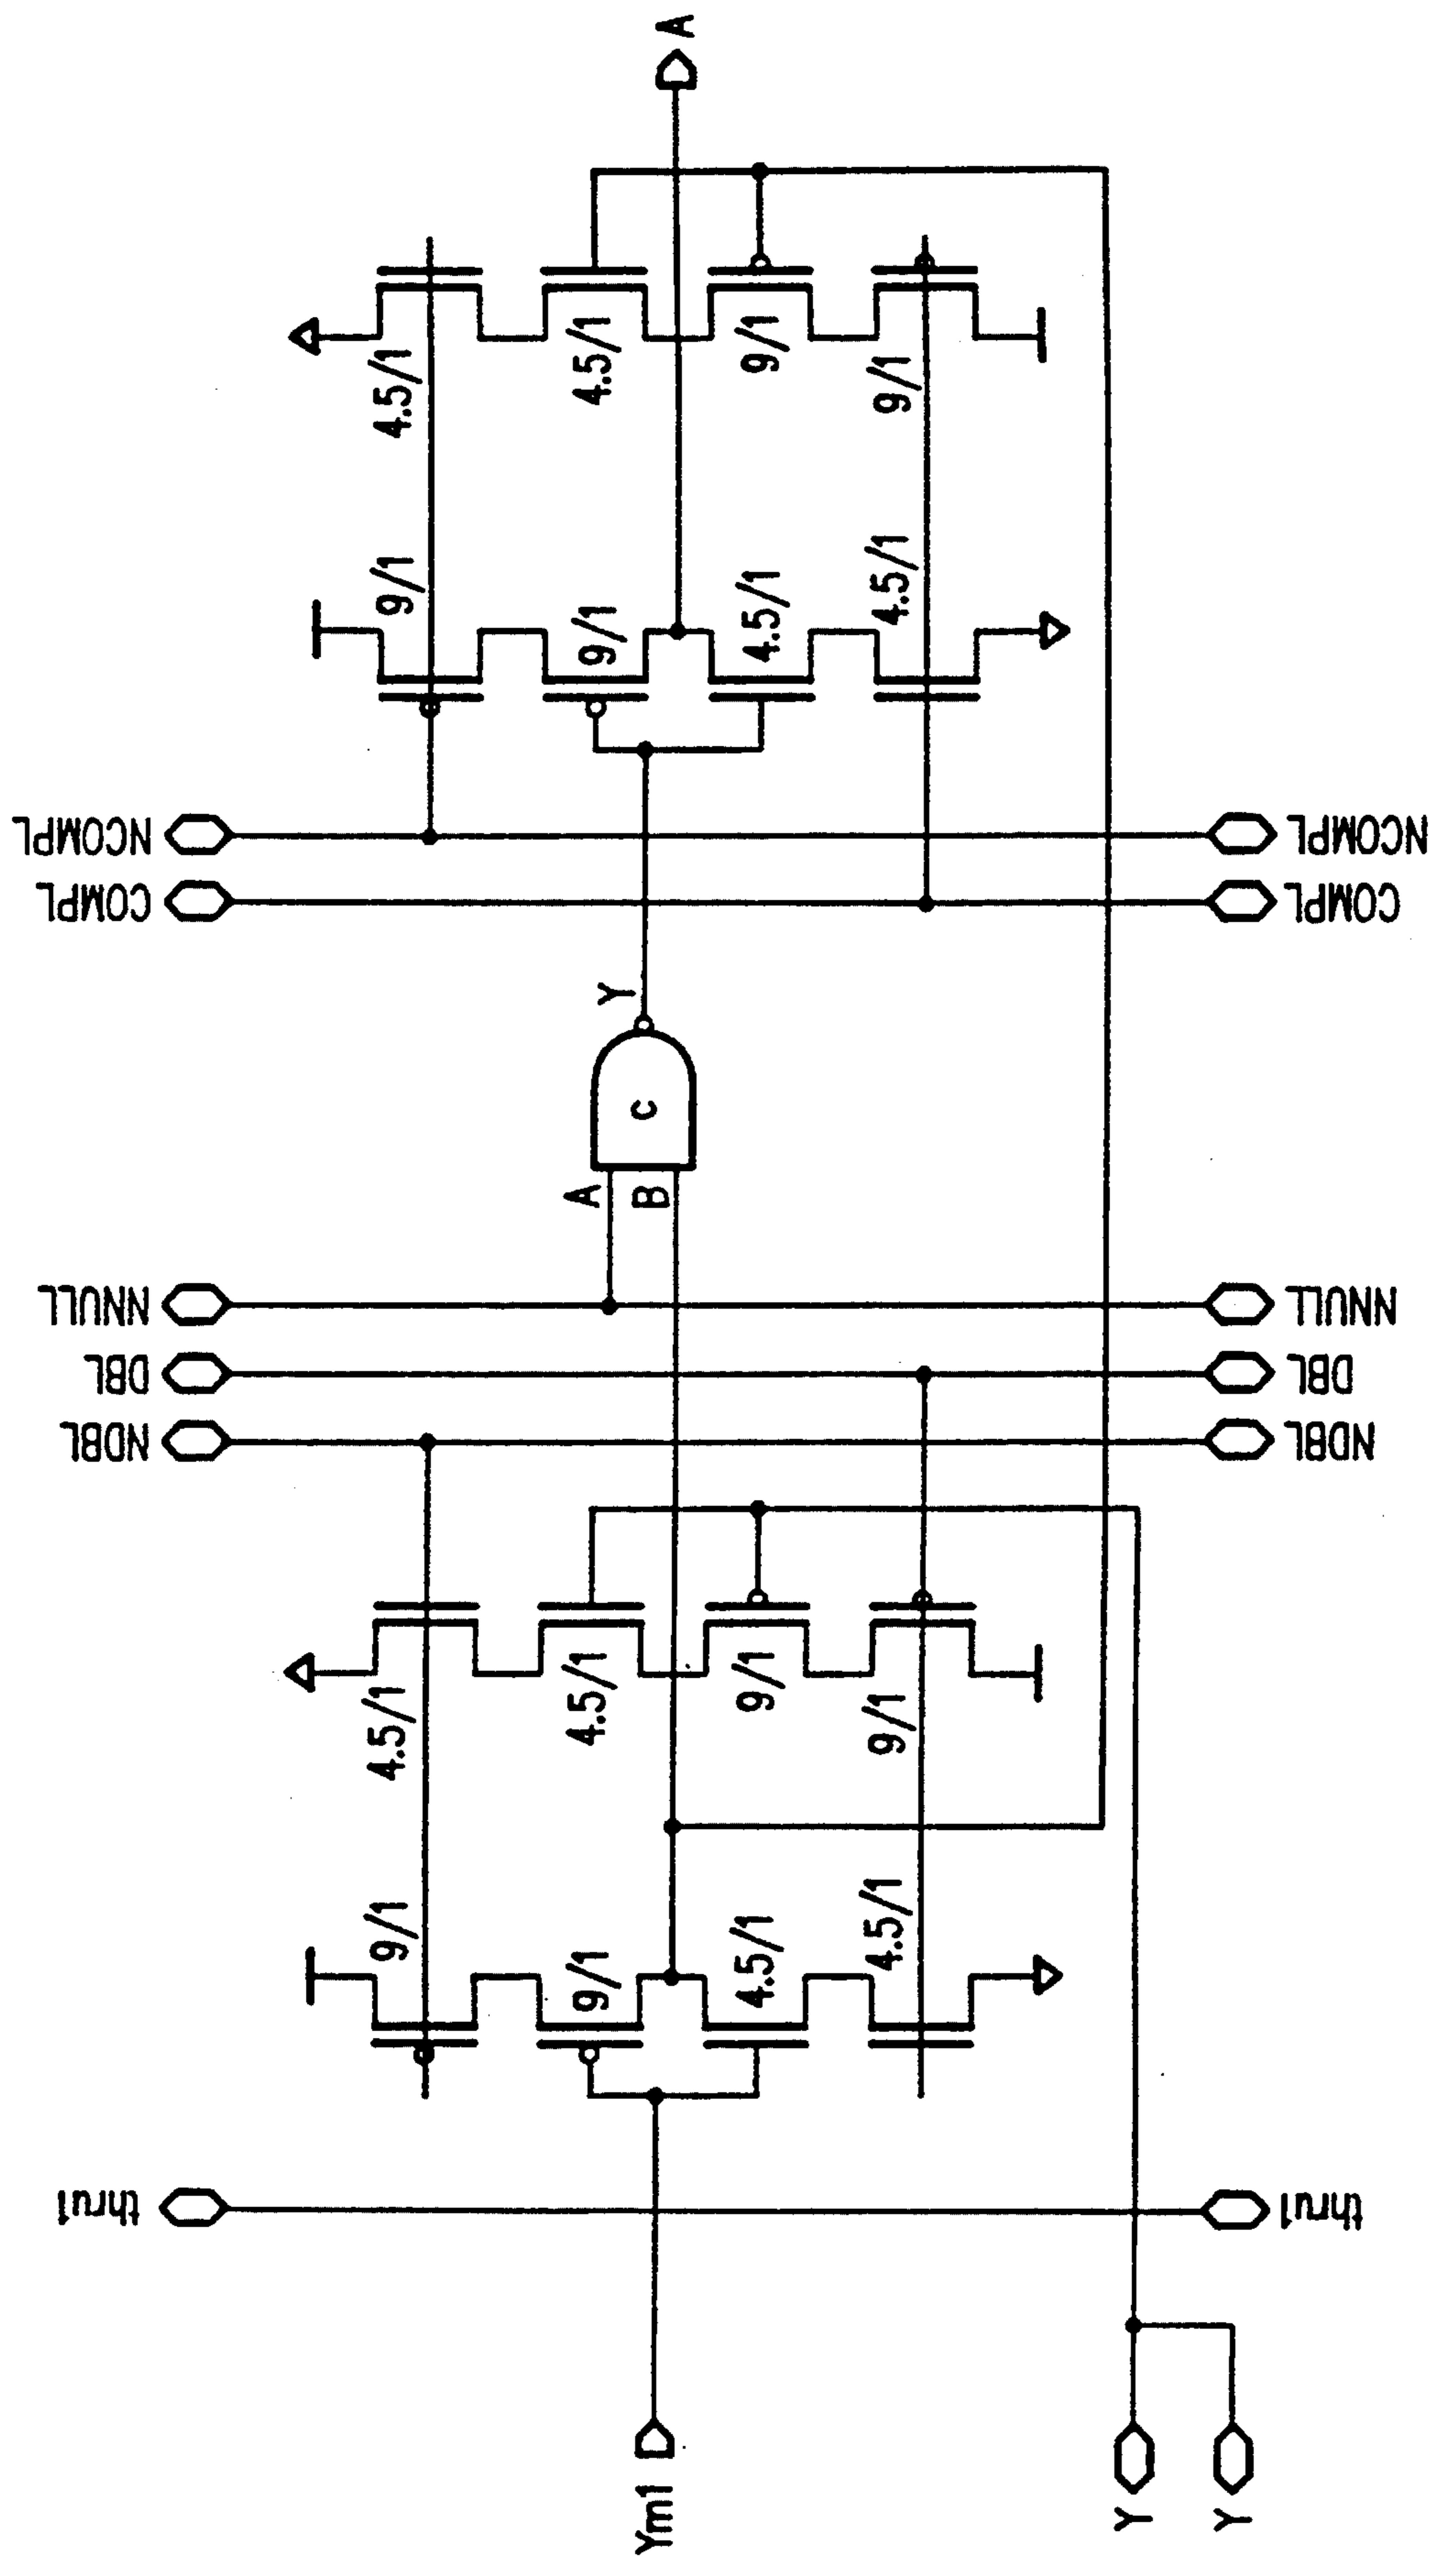 A
4.5/1
4.5/1
9/1
9/1
9/1
9/1
4.5/1
4.5/1
NCOMPL
NCOMPL
COMPL
COMPL
Y
c
A
B
NNULL
NNULL
DBL
DBL
NDBL
NDBL
4.5/1
4.5/1
9/1
9/1
9/1
9/1
4.5/1
4.5/1
thru1
thru1
Ym1
Y
Y